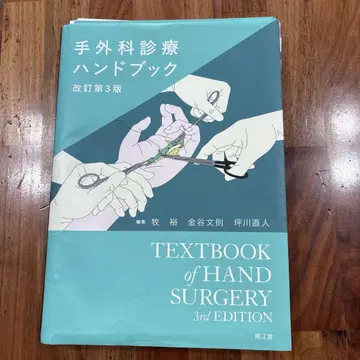 手外科診療
ハンドブック
改訂第3版
編集 牧 裕 金谷文則 坪川直人
TEXTBOOK
of HAND
SURGERY
3rd EDITION
南江堂